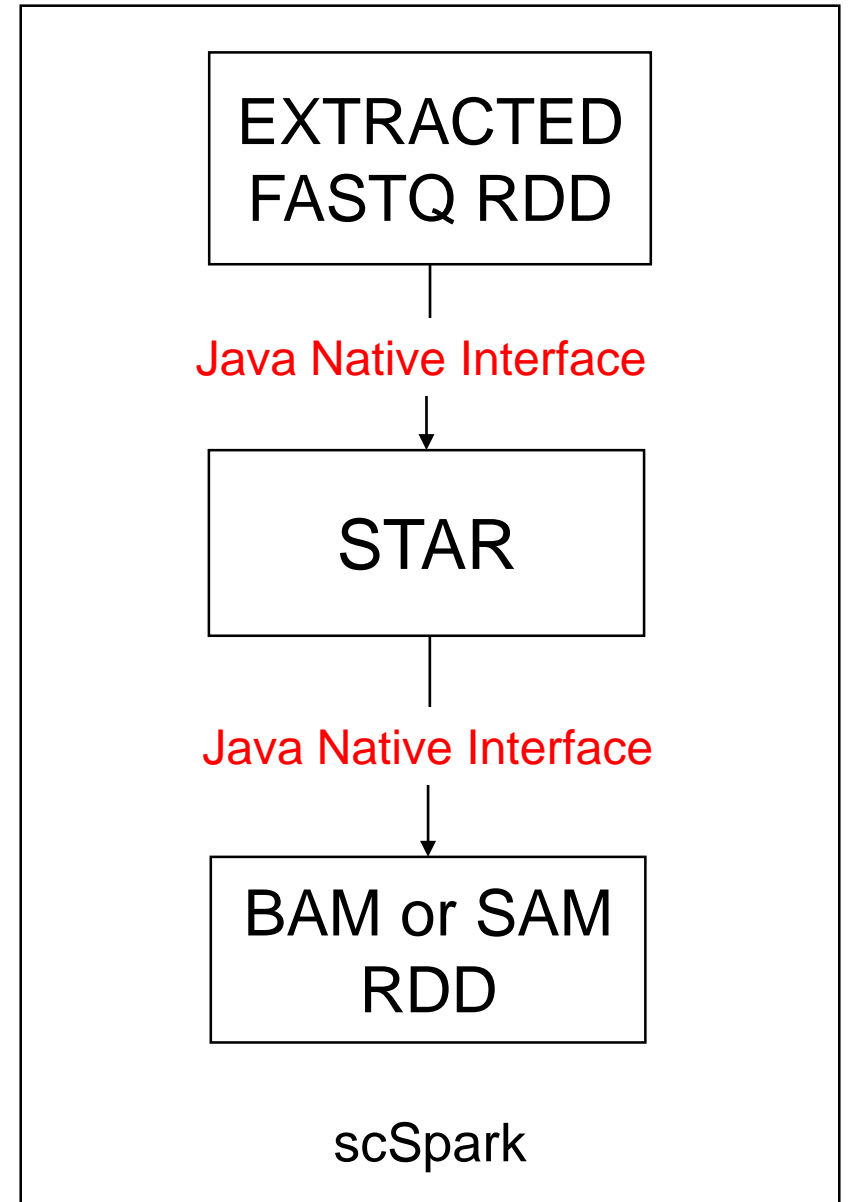 EXTRACTED
FASTQ RDD
Java Native Interface
STAR
Java Native Interface
BAM or SAM
RDD
scSpark